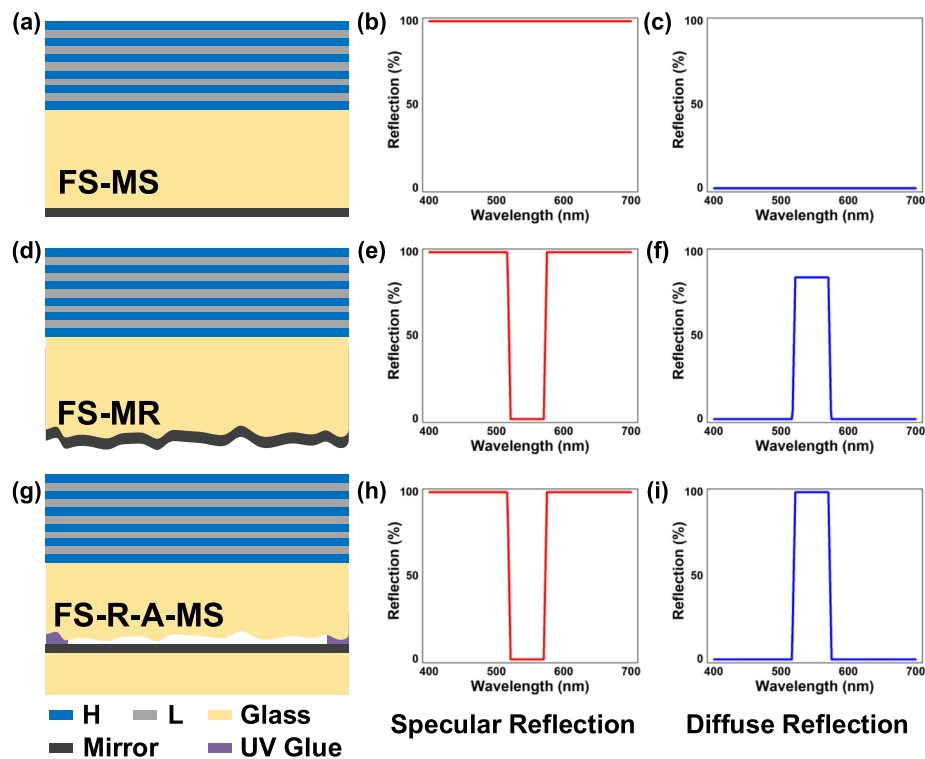 (a)
FS-MS
(b)
Reflection (%)
100
50
0
400 500 600 700
Wavelength (nm)
(c)
Reflection (%)
100
50
0
400 500 600 700
Wavelength (nm)
(d)
FS-MR
(e)
Reflection (%)
100
50
0
400 500 600 700
Wavelength (nm)
(f)
Reflection (%)
100
50
0
400 500 600 700
Wavelength (nm)
(g)
FS-R-A-MS
(h)
Reflection (%)
100
50
0
400 500 600 700
Wavelength (nm)
(i)
Reflection (%)
100
50
0
400 500 600 700
Wavelength (nm)
H L Glass
Mirror UV Glue
Specular Reflection
Diffuse Reflection